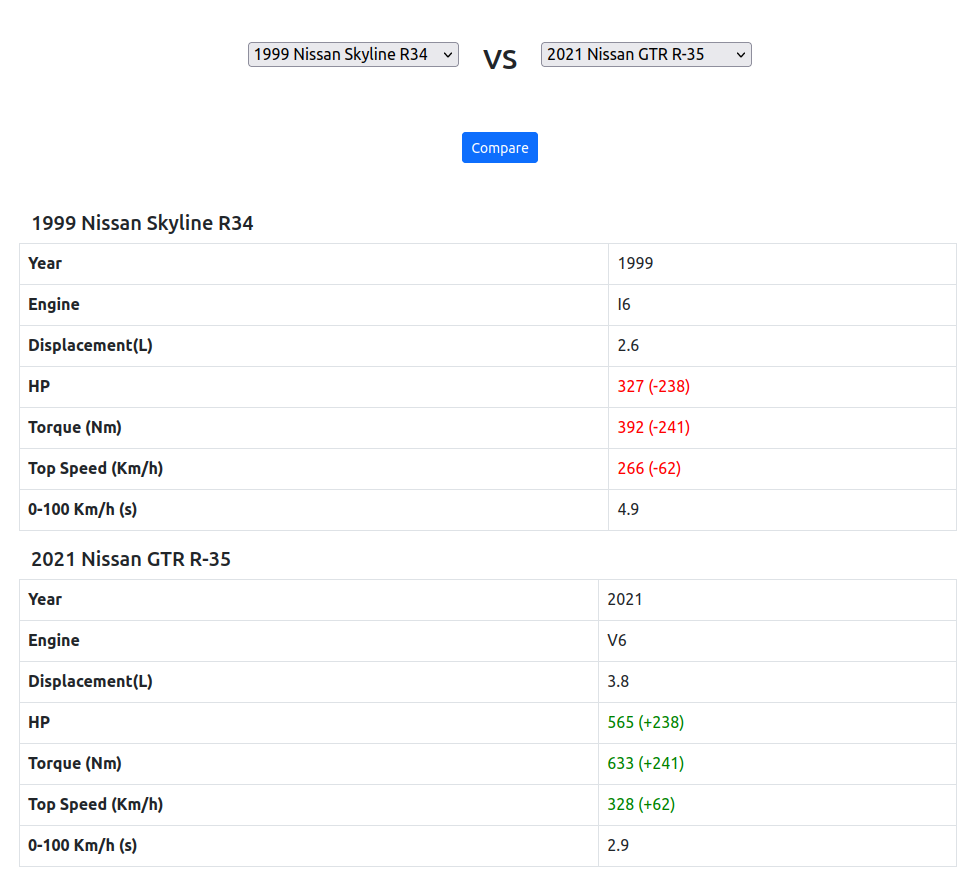 1999 Nissan Skyline R34 VS 2021 Nissan GTR R-35
Compare
1999 Nissan Skyline R34
Year 1999
Engine I6
Displacement(L) 2.6
HP 327 (-238)
Torque (Nm) 392 (-241)
Top Speed (Km/h) 266 (-62)
0-100 Km/h (s) 4.9
2021 Nissan GTR R-35
Year 2021
Engine V6
Displacement(L) 3.8
HP 565 (+238)
Torque (Nm) 633 (+241)
Top Speed (Km/h) 328 (+62)
0-100 Km/h (s) 2.9